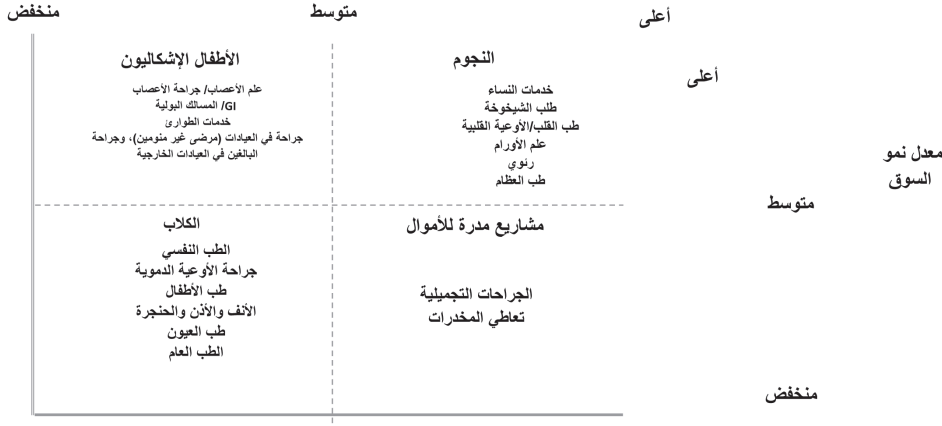 أعلى
متوسط
منخفض
معدل نمو
السوق
أعلى
متوسط
منخفض
النجوم
خدمات النساء
طلب الشيخوخة
طب القلب/الأوعية القلبية
علم الأورام
رئوي
طب العظام
الأطفال الإشكاليون
علم الأعصاب/ جراحة الأعصاب
GI/ المسالك البولية
خدمات الطوارئ
جراحة في العيادات (مرضى غير منومين)، وجراحة
البالغين في العيادات الخارجية
مشاريع مدرة للأموال
الجراحات التجميلية
تعاطي المخدرات
الكلاب
الطب النفسي
جراحة الأوعية الدموية
طب الأطفال
الأنف والأذن والحنجرة
طب العيون
الطب العام